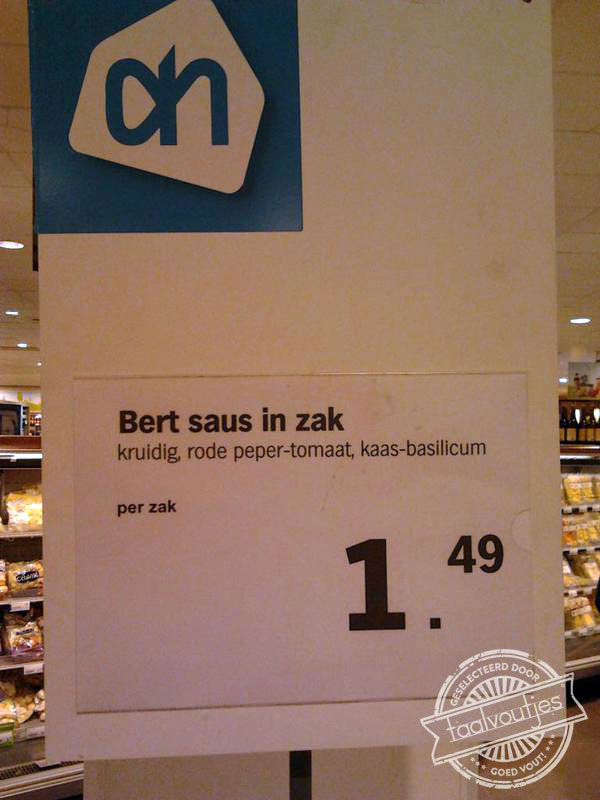 ah
Bert saus in zak
kruidig, rode peper-tomaat, kaas-basilicum
per zak
1.49
GESELECTEERD DOOR
taalvoutjes
GOED VOUT!